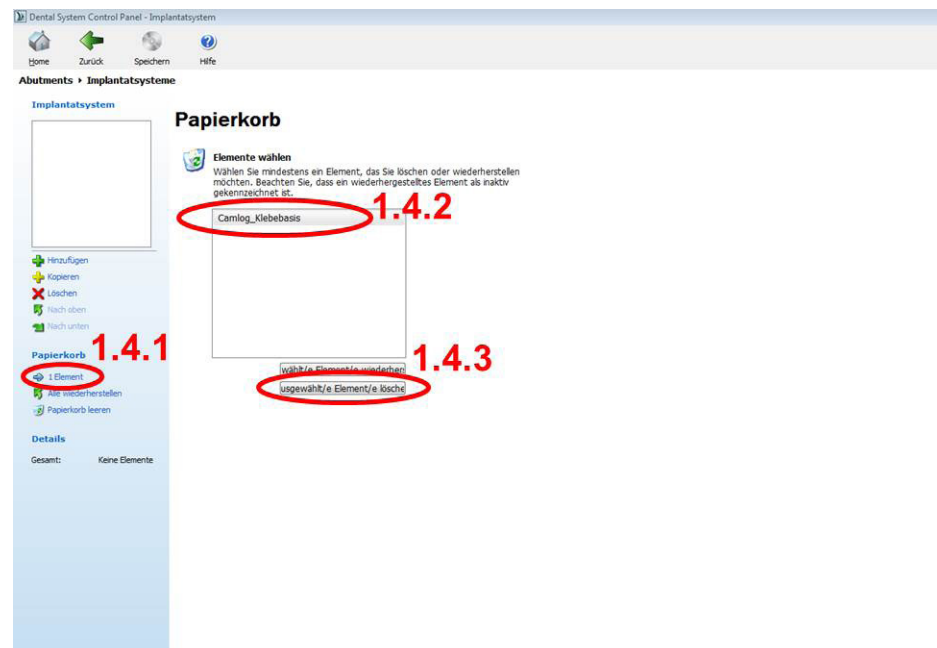 Dental System Control Panel - Implantatsystem
Home Zurück Speichern Hilfe
Abutments Implantatsysteme
Implantatsystem
Hinzufügen
Kopieren
Löschen
Nach oben
Nach unten
Papierkorb
1.4.1
1 Element
Alle wiederherstellen
Papierkorb leeren
Details
Gesamt: Keine Elemente
Papierkorb
Elemente wählen
Wählen Sie mindestens ein Element, das Sie löschen oder wiederherstellen
möchten. Beachten Sie, dass ein wiederhergestelltes Element als inaktiv
gekennzeichnet ist.
Camlog_Klebebasis
1.4.2
wählt/e Element/e wiederher
1.4.3
usgewählt/e Element/e lösche